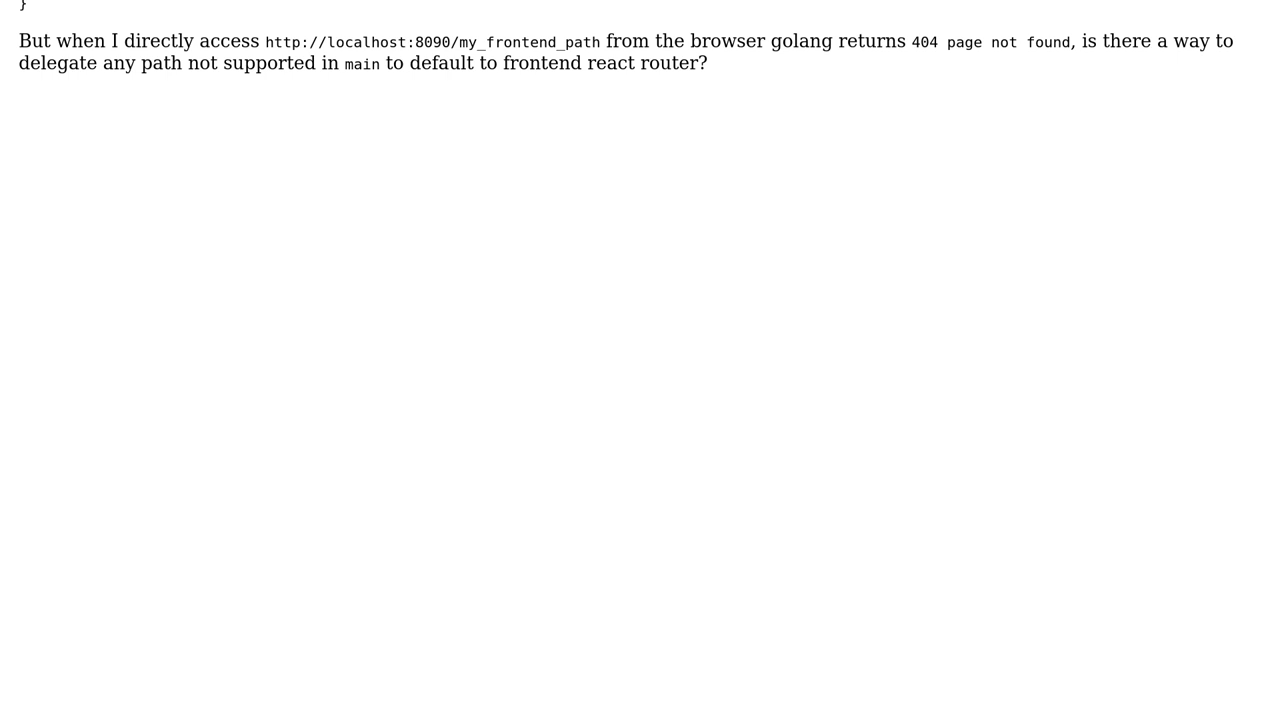 }
But when I directly access http://localhost:8090/my_frontend_path from the browser golang returns 404 page not found, is there a way to
delegate any path not supported in main to default to frontend react router?